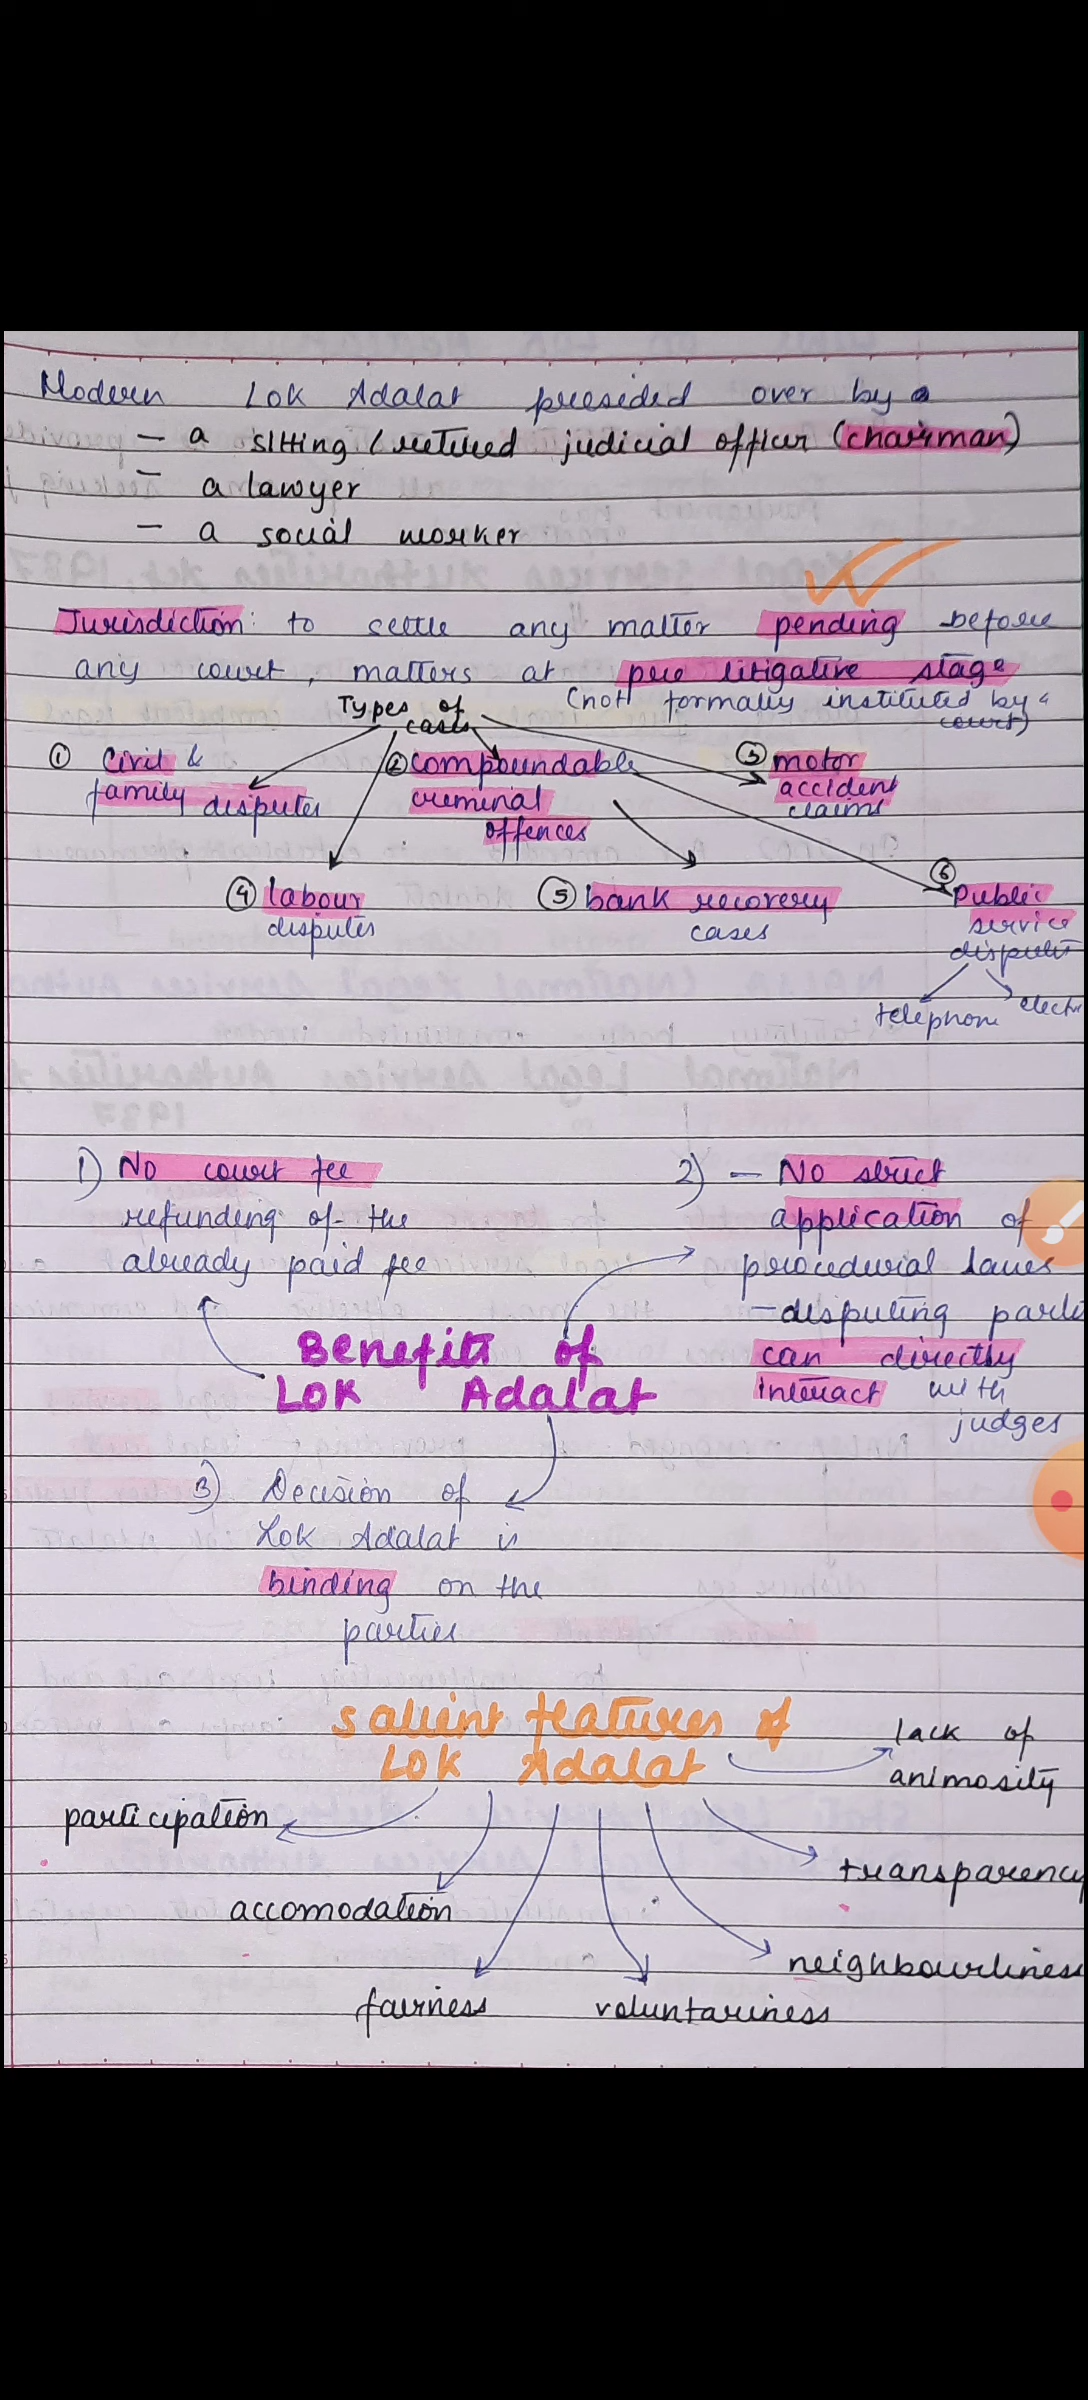 Modern Lok Adalat presided over by a
— a sitting / retired judicial officer (chairman)
— a lawyer
— a social worker
Jurisdiction: to settle any matter pending before
any court, matters at pre litigative stage
(not formally instituted by
court)
Types of
cases
① Civil &
family disputes
② compoundable
criminal
offences
③ motor
accident
claims
④ labour
disputes
⑤ bank recovery
cases
⑥
Public
service
disputes
telephone
1) No court fee
refunding of the
already paid fee
2) — No strict
application of
procedural laws
— disputing parti
can directly
interact with
judges
Benefits of
Lok Adalat
3) Decision of
Lok Adalat is
binding on the
parties
Salient features of
Lok Adalat
lack of
animosity
participation
transparency
accomodation
neighbourliness
fairness
voluntariness